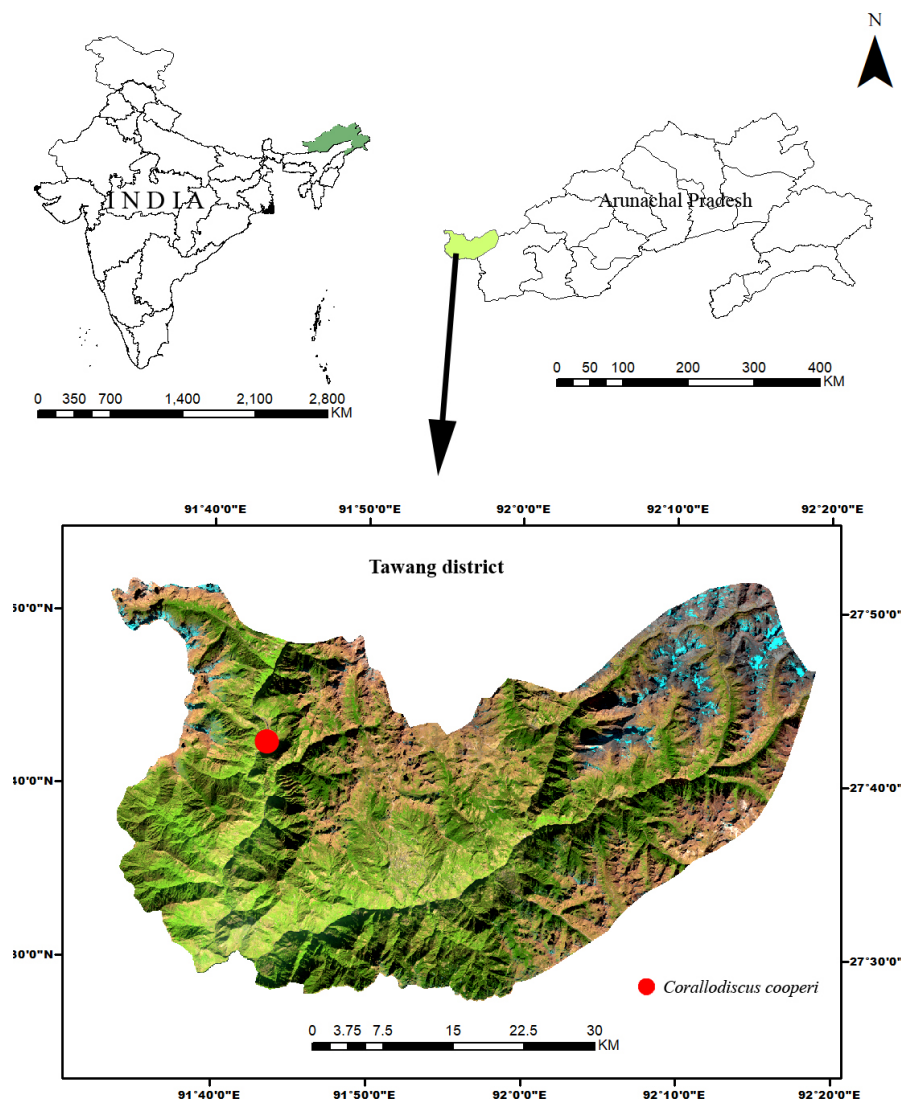 N
INDIA
Arunachal Pradesh
0 50 100 200 300 400
KM
0 350 700 1,400 2,100 2,800
KM
91°40'0"E 91°50'0"E 92°0'0"E 92°10'0"E 92°20'0"E
Tawang district
50'0"N 27°50'0"N
40'0"N 27°40'0"N
30'0"N 27°30'0"N
Corallodiscus cooperi
0 3.75 7.5 15 22.5 30
KM
91°40'0"E 91°50'0"E 92°0'0"E 92°10'0"E 92°20'0"E